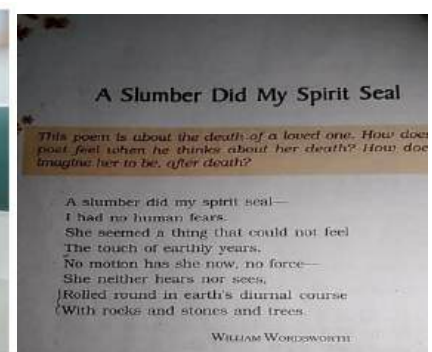 A Slumber Did My Spirit Seal
This poem is about the death of a loved one. How does
poet feel when he thinks about her death? How does
imagine her to be, after death?
A slumber did my spirit seal—
I had no human fears.
She seemed a thing that could not feel
The touch of earthly years.
No motion has she now, no force—
She neither hears nor sees,
Rolled round in earth's diurnal course
With rocks and stones and trees.
WILLIAM WORDSWORTH